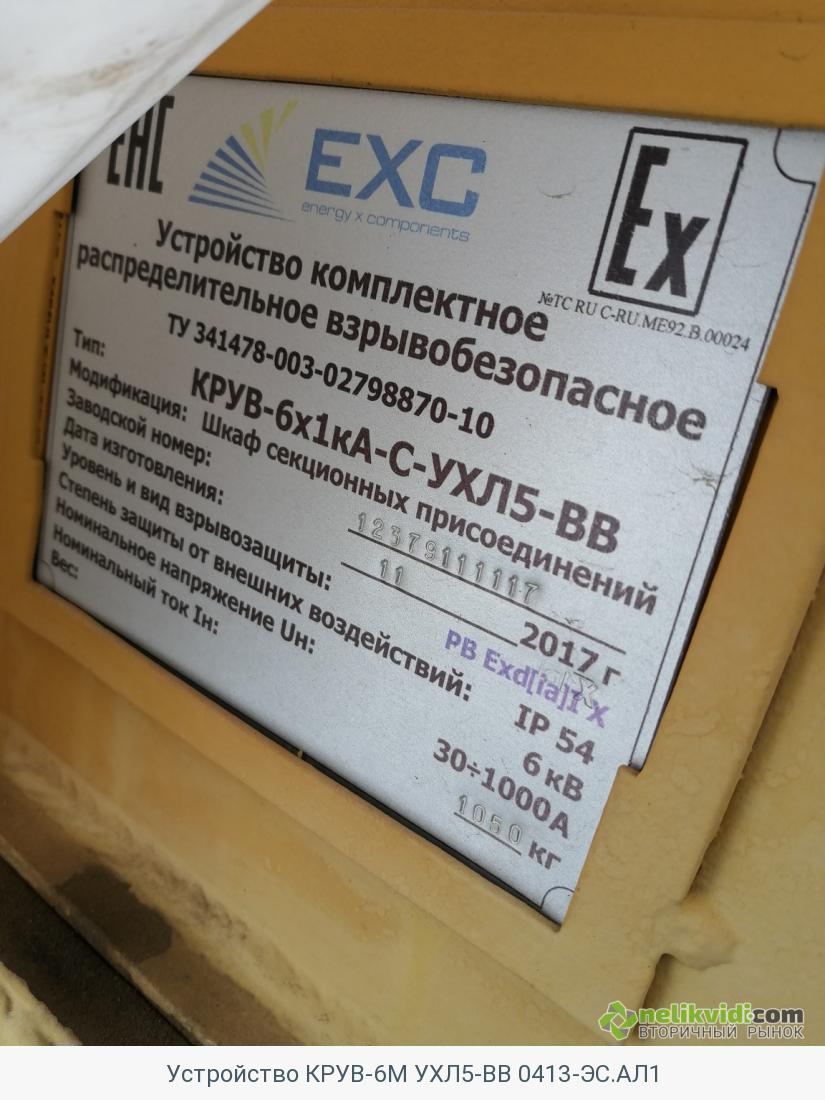 EAC
EXC
energy x components
Ex
№TC RU C-RU.ME92.B.00024
Устройство комплектное
распределительное взрывобезопасное
ТУ 341478-003-02798870-10
Тип: КРУВ-6х1кА-С-УХЛ5-ВВ
Модификация: Шкаф секционных присоединений
Заводской номер: 12379111117
Дата изготовления: 11 2017 г
Уровень и вид взрывозащиты: РВ Exd[ia]I X
Степень защиты от внешних воздействий: IP 54
Номинальное напряжение Uн: 6 кВ
Номинальный ток Iн: 30÷1000А
Вес: 1050 кг
nelikvidi.com
ВТОРИЧНЫЙ РЫНОК
Устройство КРУВ-6М УХЛ5-ВВ 0413-ЭС.АЛ1